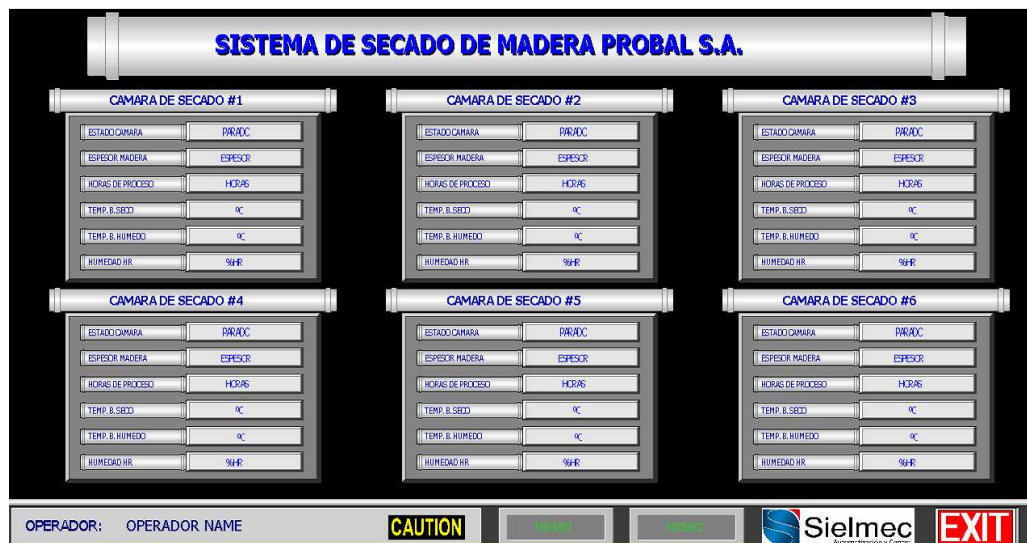 SISTEMA DE SECADO DE MADERA PROBAL S.A.
CAMARA DE SECADO #1
ESTADO CAMARA PARADO
ESPESOR MADERA ESPESOR
HORAS DE PROCESO HORAS
TEMP. B.SECO ºC
TEMP. B. HUMEDO ºC
HUMEDAD HR %HR
CAMARA DE SECADO #2
ESTADO CAMARA PARADO
ESPESOR MADERA ESPESOR
HORAS DE PROCESO HORAS
TEMP. B.SECO ºC
TEMP. B. HUMEDO ºC
HUMEDAD HR %HR
CAMARA DE SECADO #3
ESTADO CAMARA PARADO
ESPESOR MADERA ESPESOR
HORAS DE PROCESO HORAS
TEMP. B.SECO ºC
TEMP. B. HUMEDO ºC
HUMEDAD HR %HR
CAMARA DE SECADO #4
ESTADO CAMARA PARADO
ESPESOR MADERA ESPESOR
HORAS DE PROCESO HORAS
TEMP. B.SECO ºC
TEMP. B. HUMEDO ºC
HUMEDAD HR %HR
CAMARA DE SECADO #5
ESTADO CAMARA PARADO
ESPESOR MADERA ESPESOR
HORAS DE PROCESO HORAS
TEMP. B.SECO ºC
TEMP. B. HUMEDO ºC
HUMEDAD HR %HR
CAMARA DE SECADO #6
ESTADO CAMARA PARADO
ESPESOR MADERA ESPESOR
HORAS DE PROCESO HORAS
TEMP. B.SECO ºC
TEMP. B. HUMEDO ºC
HUMEDAD HR %HR
OPERADOR: OPERADOR NAME CAUTION 10/3/92 10/3/92 Sielmec EXIT